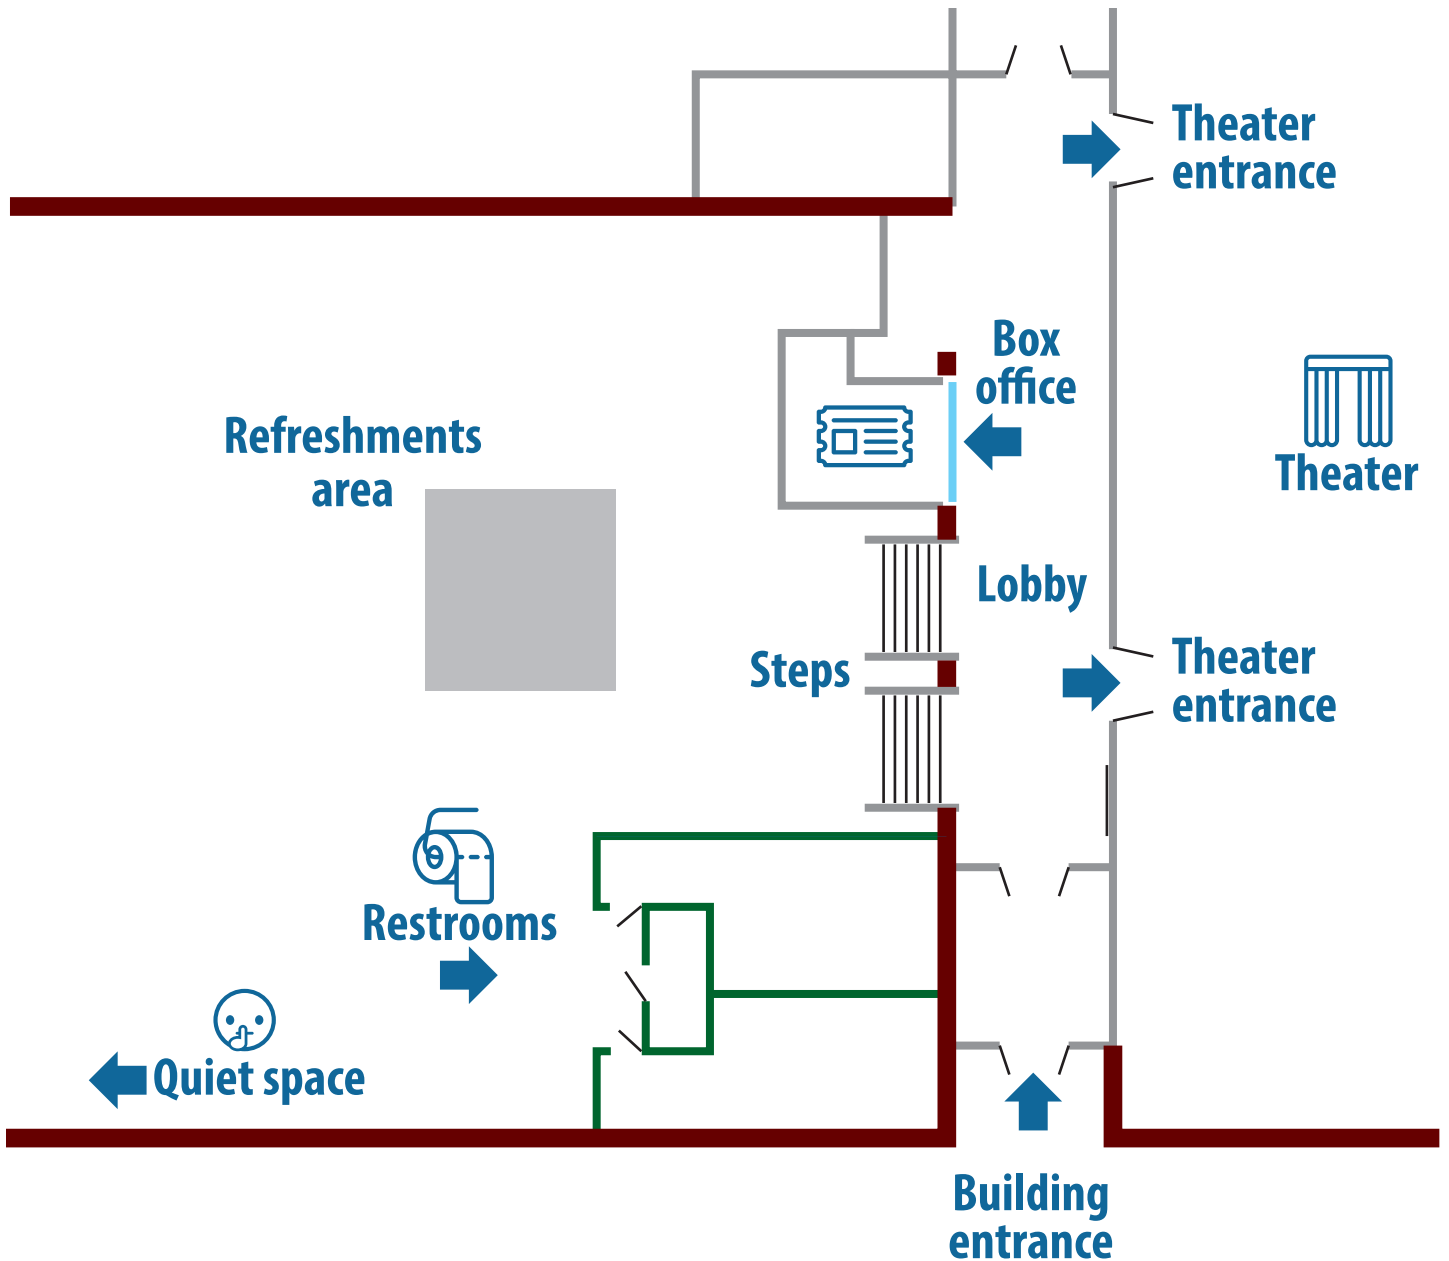 Theater
entrance
Box
office
Refreshments
area
Theater
Lobby
Steps
Theater
entrance
Restrooms
Quiet space
Building
entrance